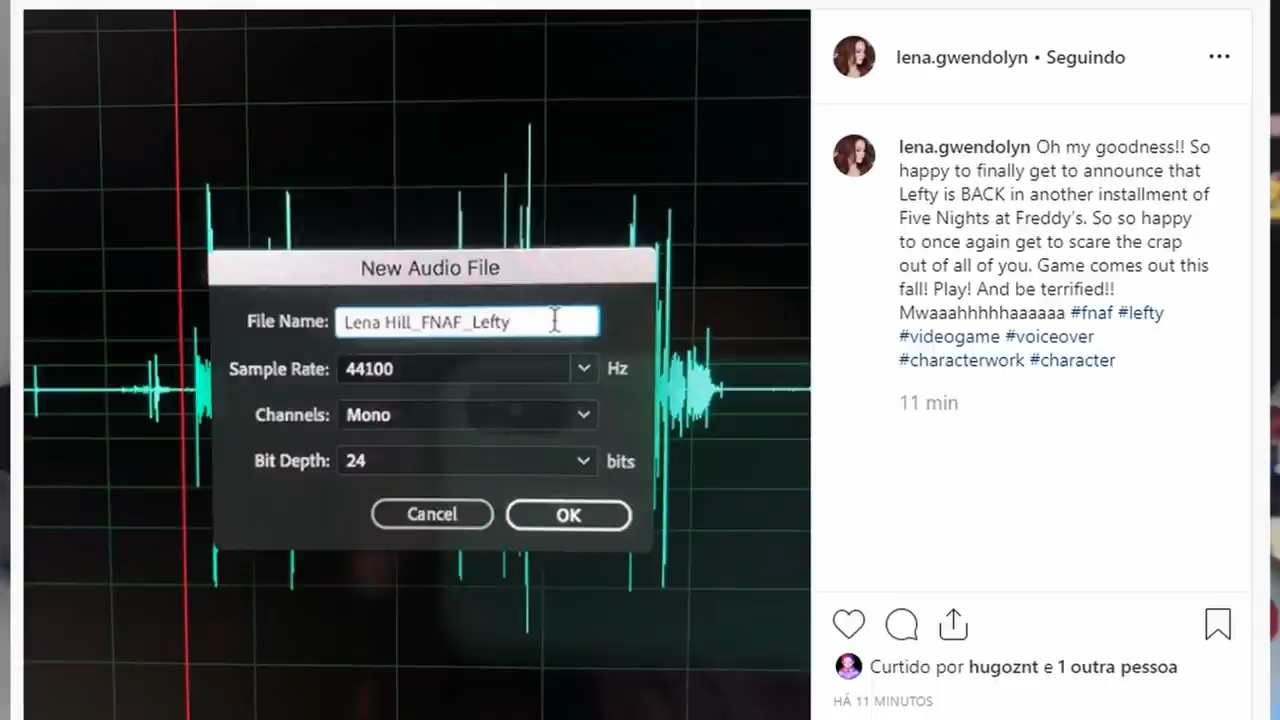 lena.gwendolyn • Seguindo
lena.gwendolyn Oh my goodness!! So
happy to finally get to announce that
Lefty is BACK in another installment of
Five Nights at Freddy's. So so happy
to once again get to scare the crap
out of all of you. Game comes out this
fall! Play! And be terrified!!
Mwaaahhhhhaaaaaa #fnaf #lefty
#videogame #voiceover
#characterwork #character
11 min
New Audio File
File Name: Lena Hill_FNAF_Lefty
Sample Rate: 44100 Hz
Channels: Mono
Bit Depth: 24 bits
Cancel OK
Curtido por hugoznt e 1 outra pessoa
HÁ 11 MINUTOS